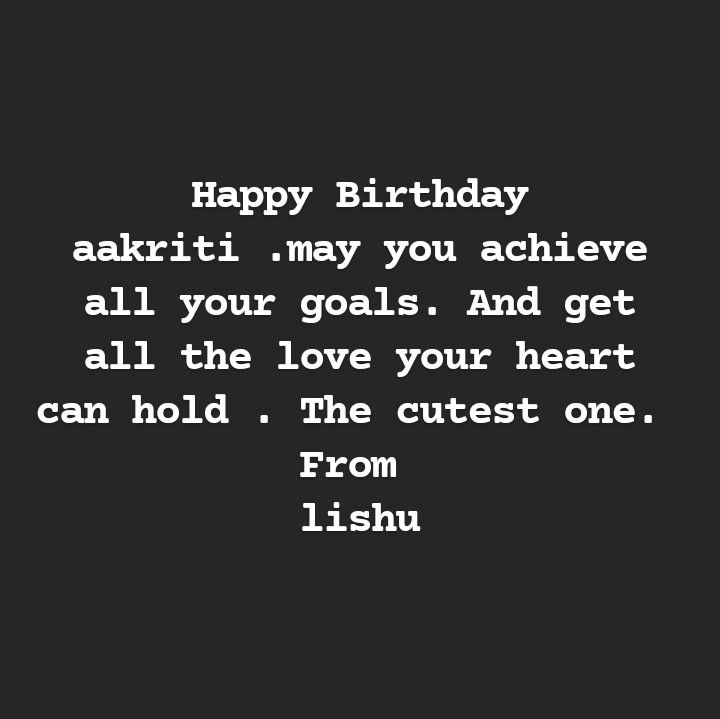 Happy Birthday
aakriti .may you achieve
all your goals. And get
all the love your heart
can hold . The cutest one.
From
lishu